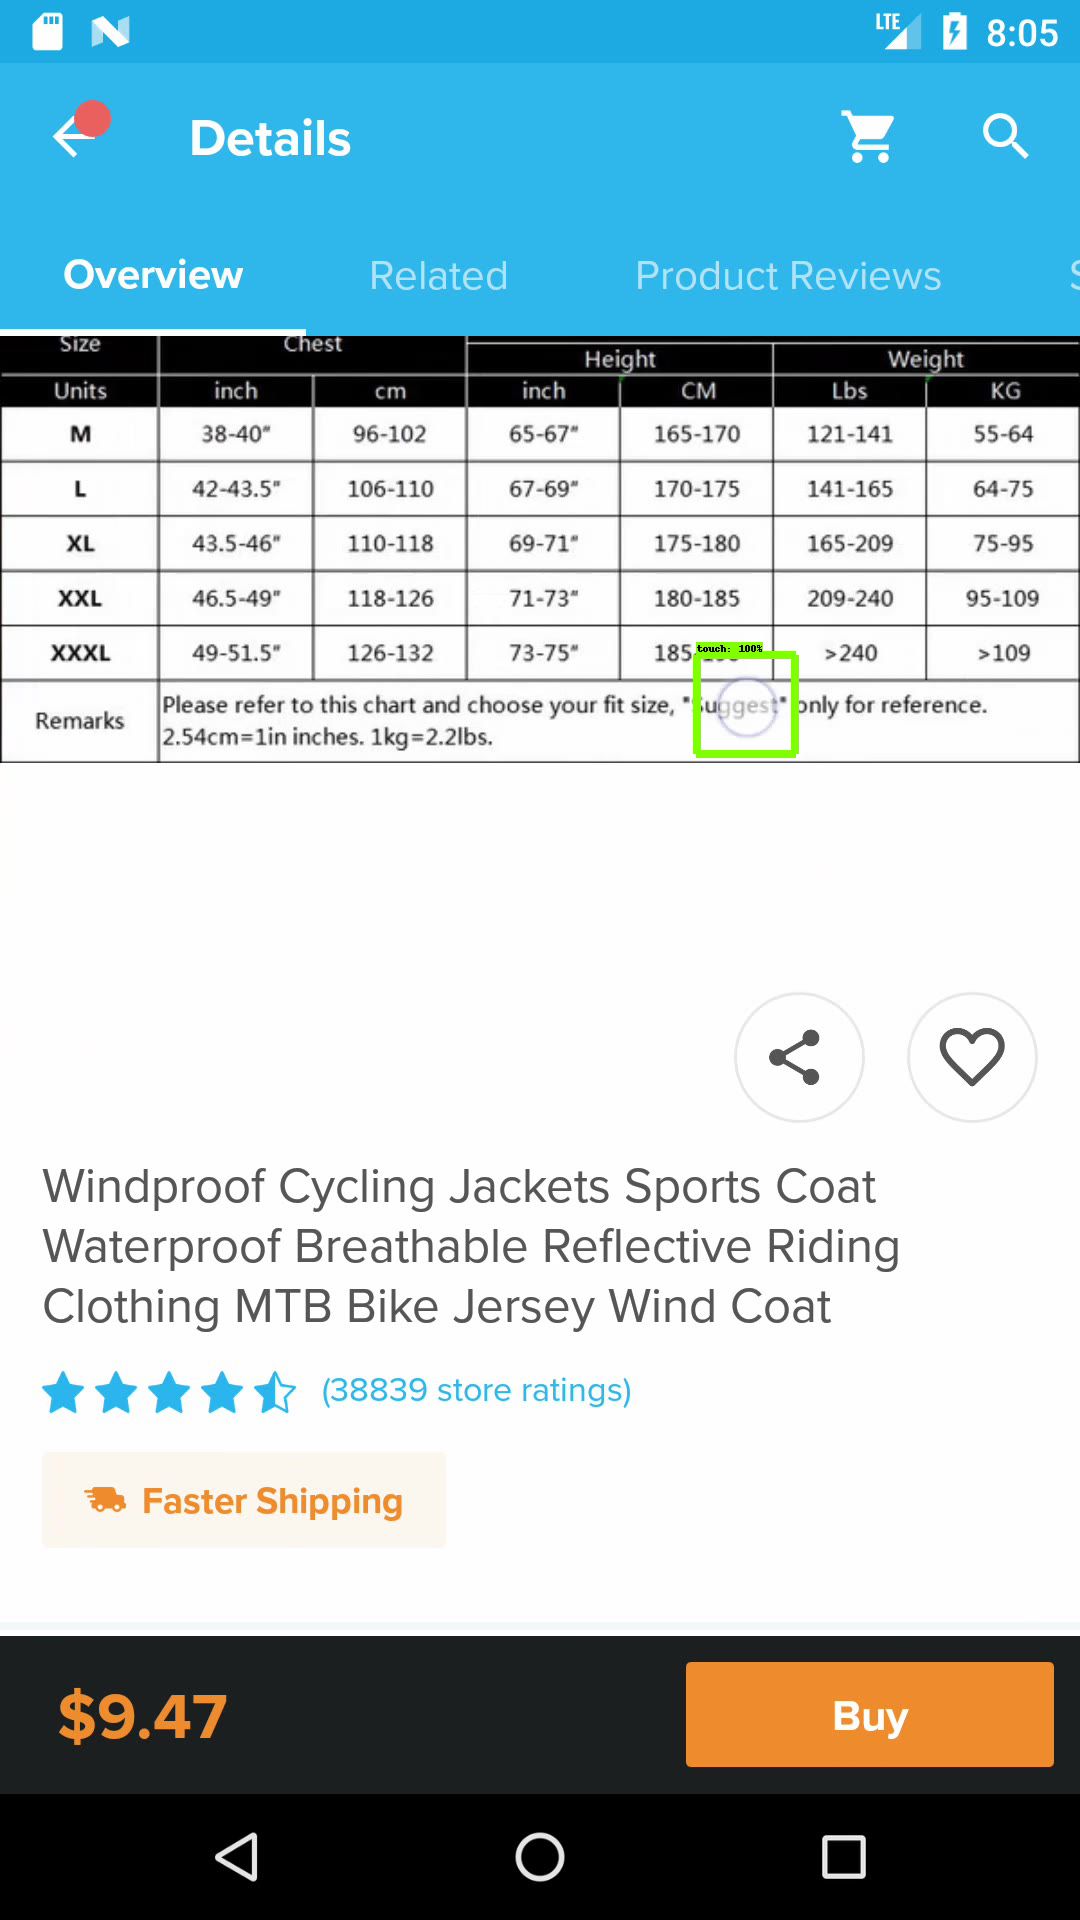 LTE 8:05
Details
Overview Related Product Reviews S
Size Chest
Height Weight
Units inch cm inch CM Lbs KG
M 38-40" 96-102 65-67" 165-170 121-141 55-64
L 42-43.5" 106-110 67-69" 170-175 141-165 64-75
XL 43.5-46" 110-118 69-71" 175-180 165-209 75-95
XXL 46.5-49" 118-126 71-73" 180-185 209-240 95-109
XXXL 49-51.5" 126-132 73-75" >240 >109
touch: 100%
Remarks Please refer to this chart and choose your fit size, "Suggest" only for reference.
2.54cm=1in inches. 1kg=2.2lbs.
Windproof Cycling Jackets Sports Coat
Waterproof Breathable Reflective Riding
Clothing MTB Bike Jersey Wind Coat
(38839 store ratings)
Faster Shipping
$9.47 Buy